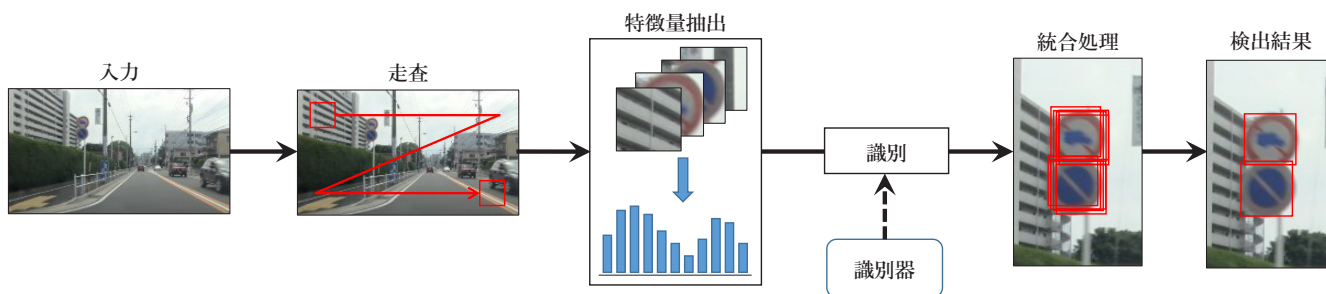 入力
走査
特徴量抽出
識別
識別器
統合処理
検出結果